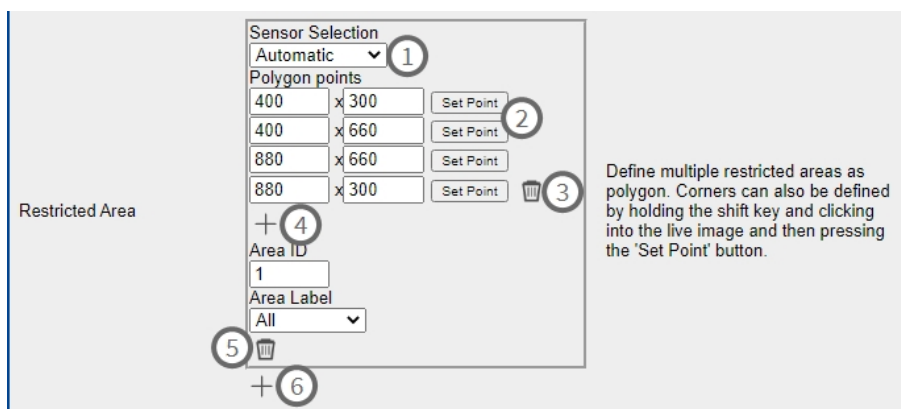 Sensor Selection
Automatic 1
Polygon points
400 x 300 Set Point 2
400 x 660 Set Point
880 x 660 Set Point
880 x 300 Set Point 3
Restricted Area
4
Area ID
1
Area Label
All
5
6
Define multiple restricted areas as
polygon. Corners can also be defined
by holding the shift key and clicking
into the live image and then pressing
the 'Set Point' button.